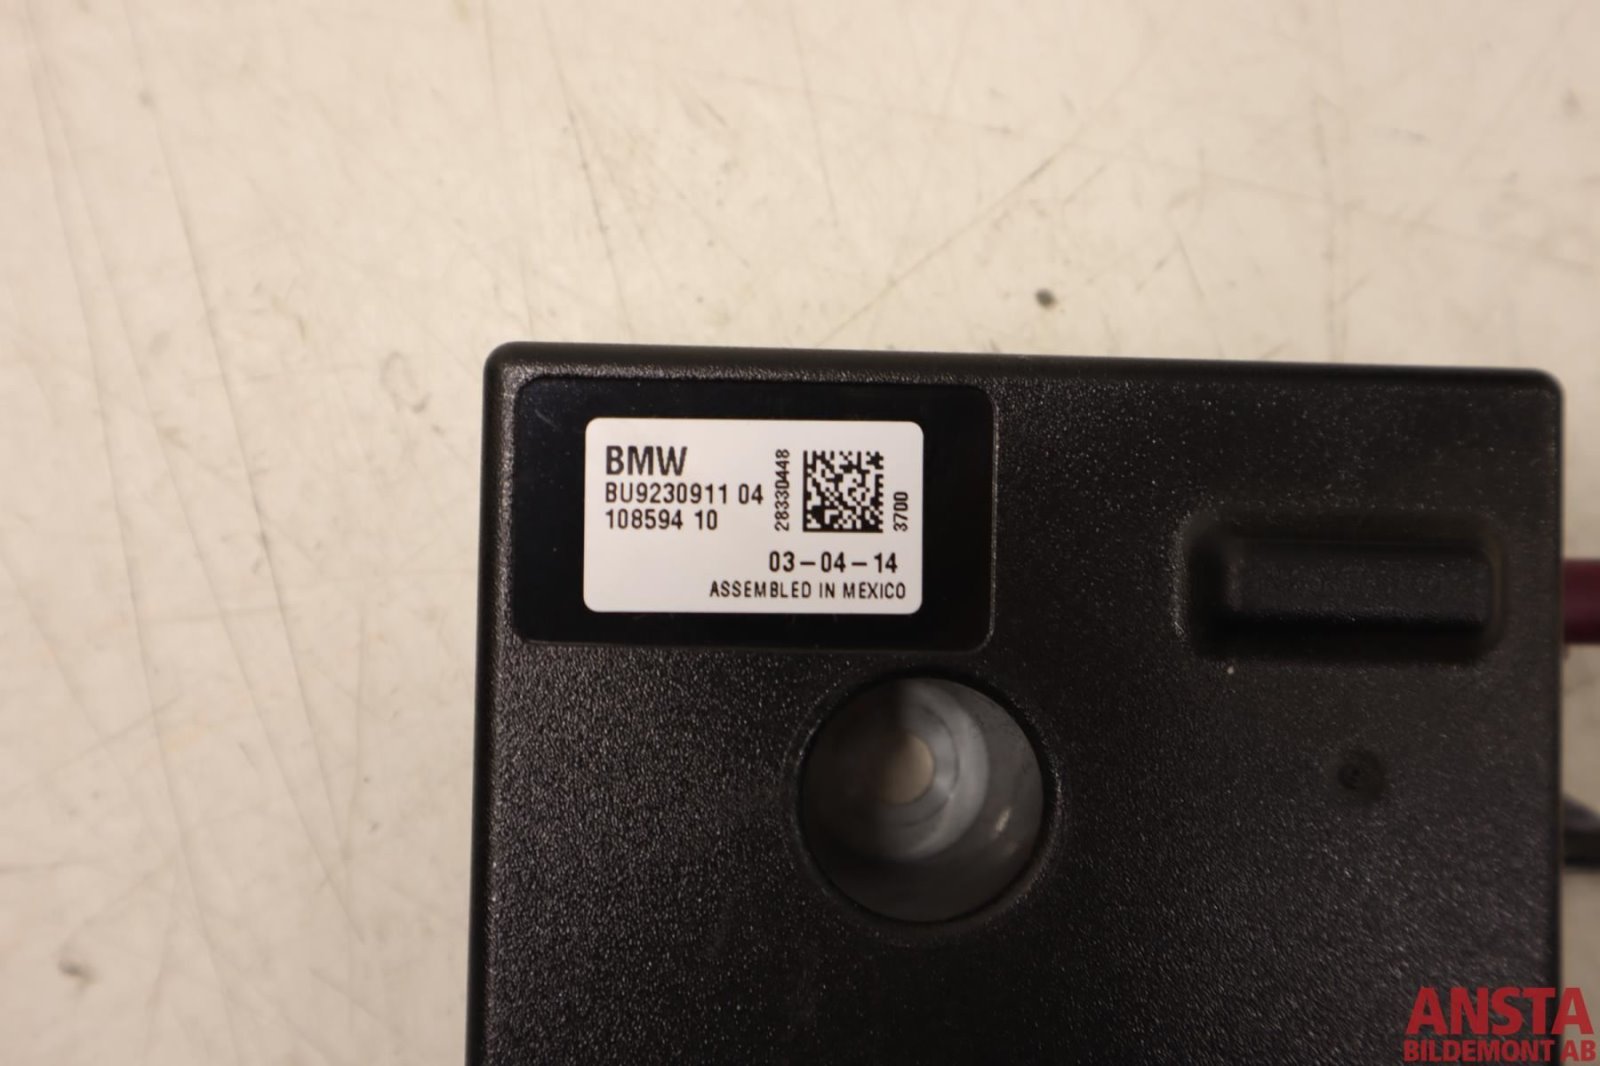 BMW
BU9230911 04
108594 10
28330448
3700
03-04-14
ASSEMBLED IN MEXICO
ANSTA
BILDEMONT AB